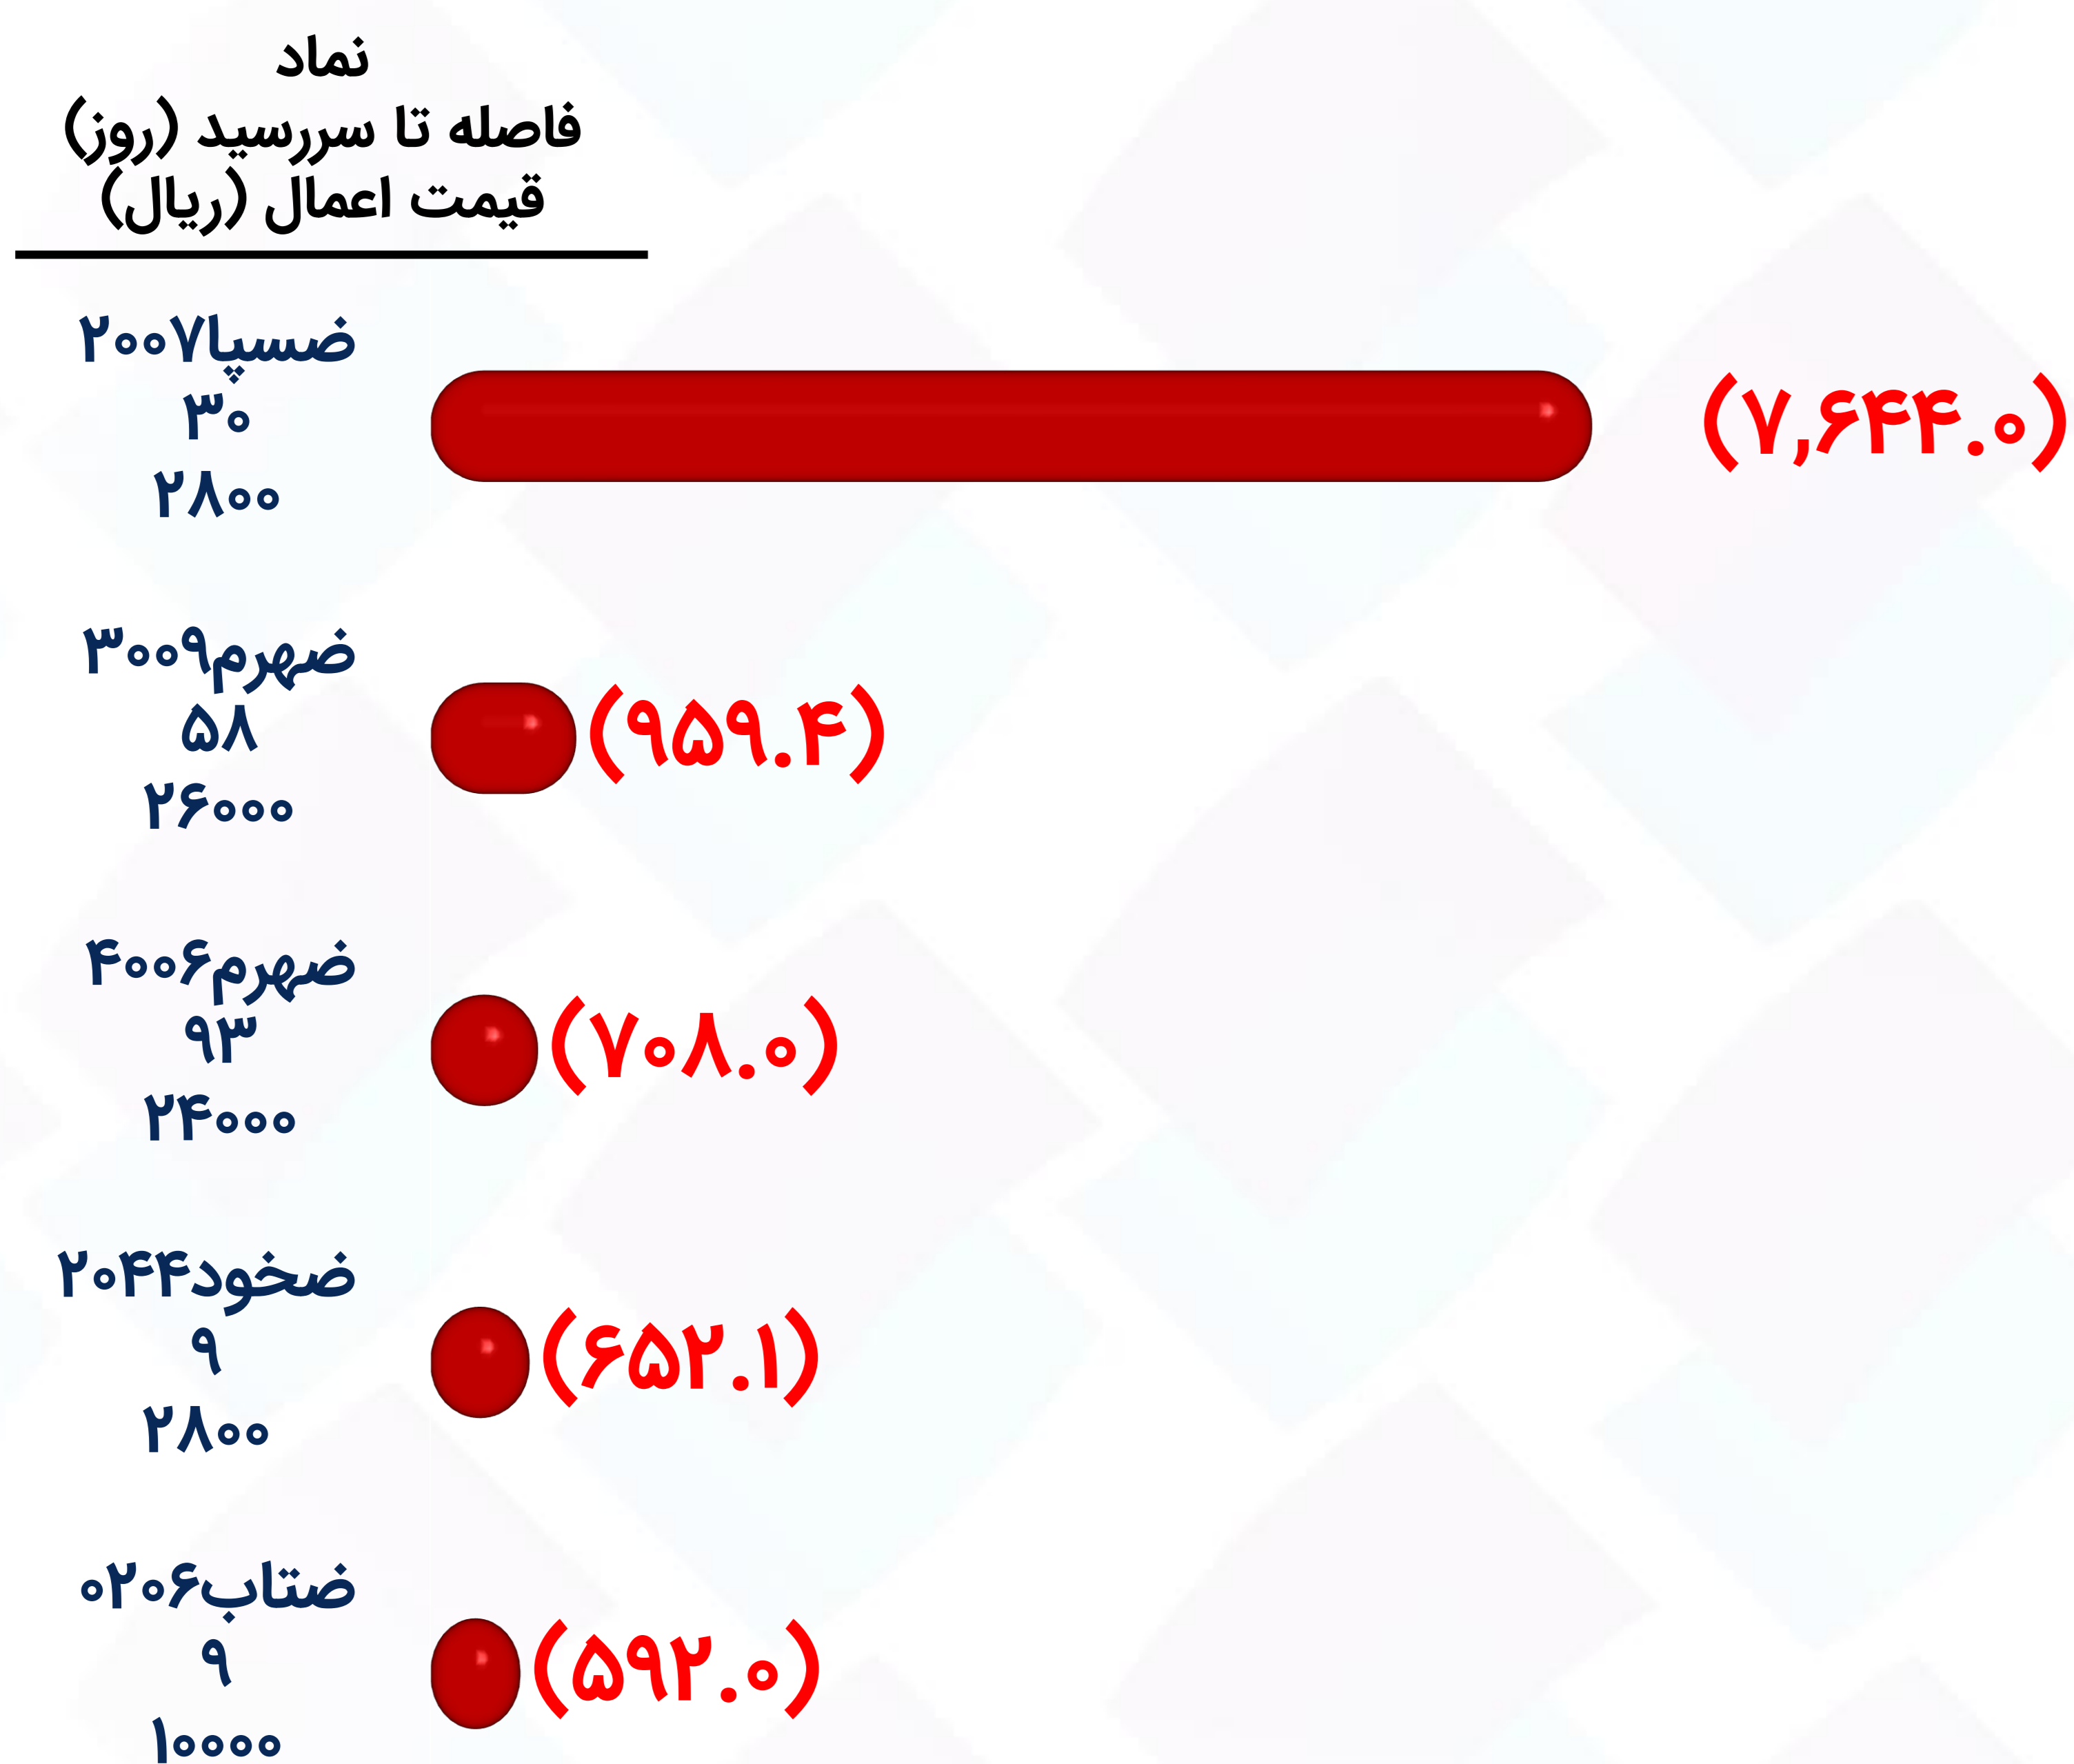 نماد
فاصله تا سررسید (روز)
قیمت اعمال (ریال)
ضسپا۲۰۰۷
۳۰
۲۸۰۰
(۷,۶۴۴.۰)
ضهرم۳۰۰۹
۵۸
۲۶۰۰۰
(۹۵۹.۴)
ضهرم۴۰۰۶
۹۳
۲۴۰۰۰
(۷۰۸.۰)
ضخود۲۰۴۴
۹
۲۸۰۰
(۶۵۲.۱)
ضتاب۰۲۰۶
۹
۱۰۰۰۰
(۵۹۲.۰)